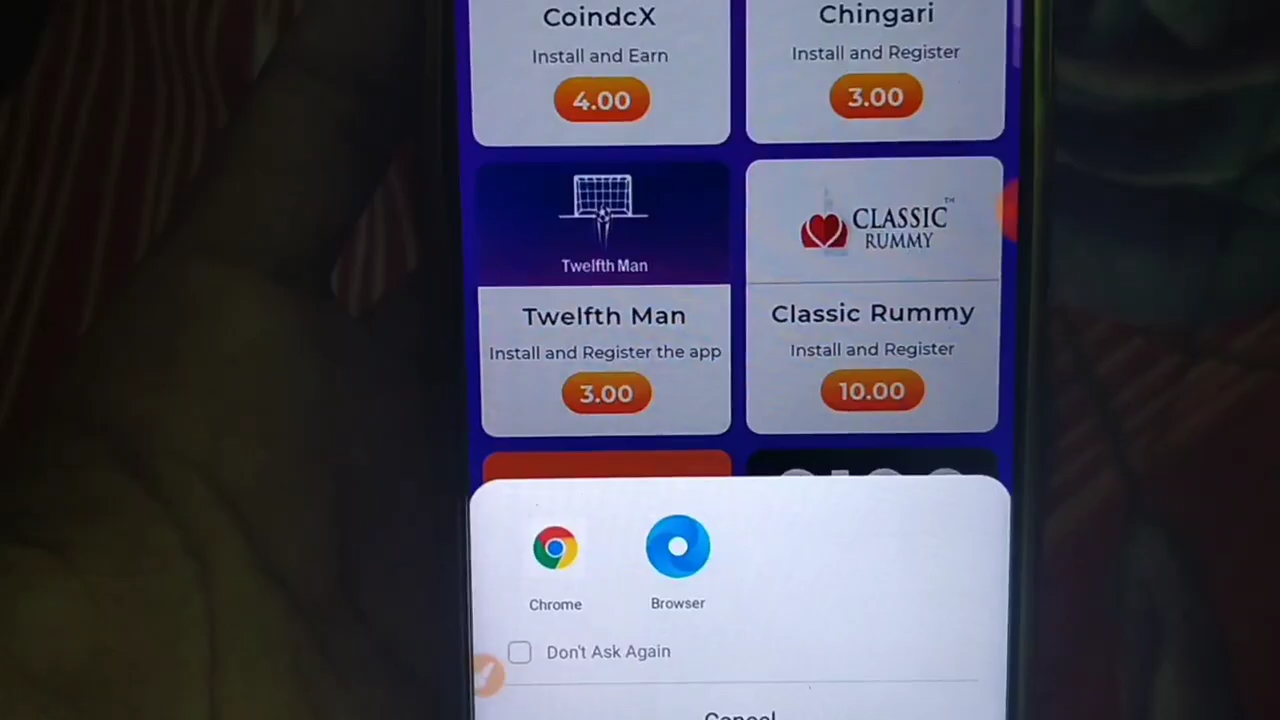 CoindcX
Install and Earn
4.00
Chingari
Install and Register
3.00
Twelfth Man
Twelfth Man
Install and Register the app
3.00
CLASSIC™
RUMMY
Classic Rummy
Install and Register
10.00
Chrome
Browser
Don't Ask Again
Cancel